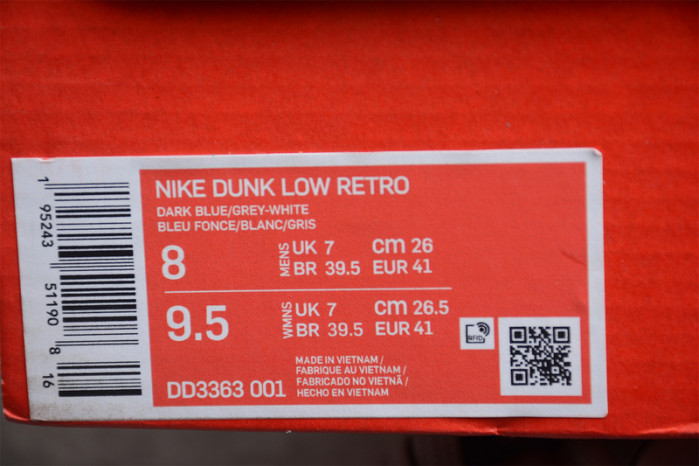 NIKE DUNK LOW RETRO
DARK BLUE/GREY-WHITE
BLEU FONCE/BLANC/GRIS
8
MENS
UK 7 cm 26
BR 39.5 EUR 41
9.5
WMNS
UK 7 cm 26.5
BR 39.5 EUR 41
DD3363 001
MADE IN VIETNAM /
FABRIQUE AU VIETNAM /
FABRICADO NO VIETNÃ /
HECHO EN VIETNAM
RFID
1 95243 51190 8 16